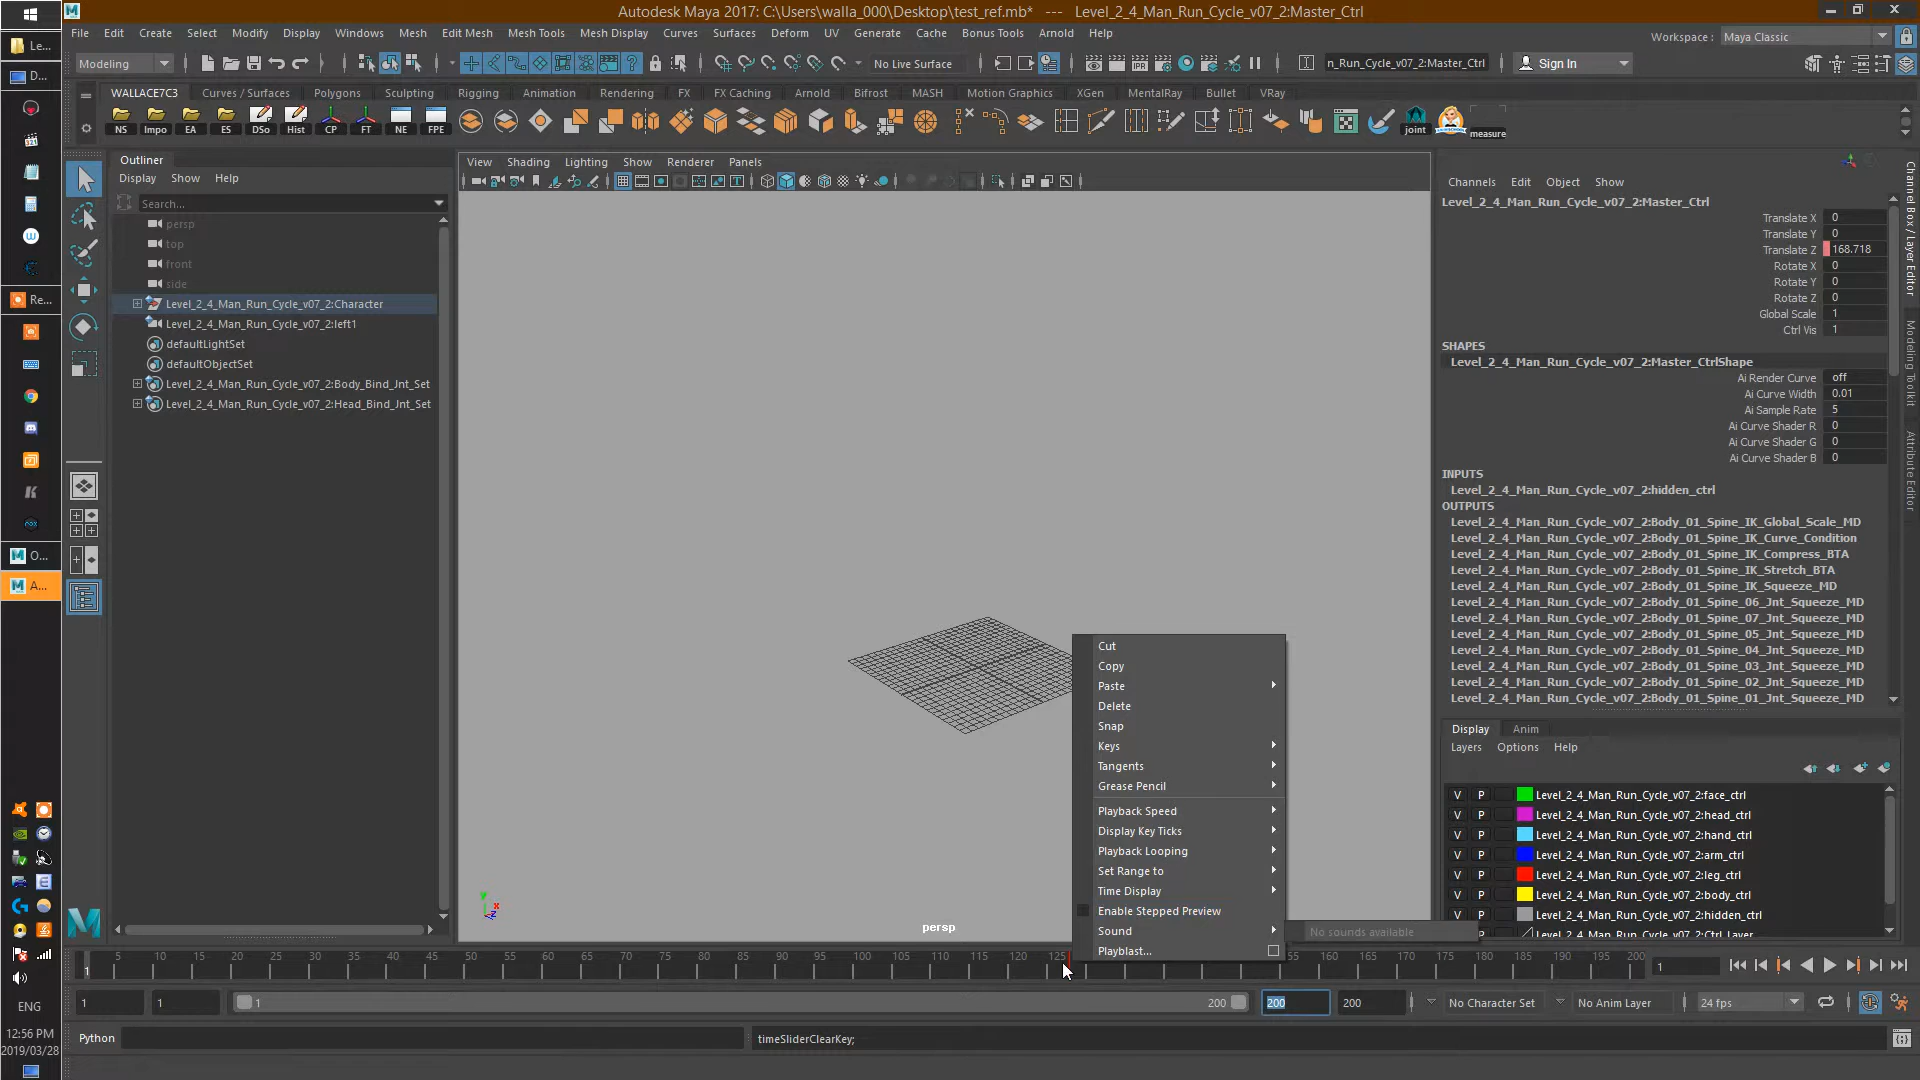 Autodesk Maya 2017: C:\Users\walla_000\Desktop\test_ref.mb*   ---   Level_2_4_Man_Run_Cycle_v07_2:Master_Ctrl
File Edit Create Select Modify Display Windows Mesh Edit Mesh Mesh Tools Mesh Display Curves Surfaces Deform UV Generate Cache Bonus Tools Arnold Help
Workspace : Maya Classic
Modeling
No Live Surface
n_Run_Cycle_v07_2:Master_Ctrl
Sign In
WALLACE7C3 Curves / Surfaces Polygons Sculpting Rigging Animation Rendering FX FX Caching Arnold Bifrost MASH Motion Graphics XGen MentalRay Bullet VRay
NS Impo EA ES DSo Hist CP FT NE FPE joint measure
Outliner
Display Show Help
Search...
persp
top
front
side
Level_2_4_Man_Run_Cycle_v07_2:Character
Level_2_4_Man_Run_Cycle_v07_2:left1
defaultLightSet
defaultObjectSet
Level_2_4_Man_Run_Cycle_v07_2:Body_Bind_Jnt_Set
Level_2_4_Man_Run_Cycle_v07_2:Head_Bind_Jnt_Set
View Shading Lighting Show Renderer Panels
persp
Cut
Copy
Paste
Delete
Snap
Keys
Tangents
Grease Pencil
Playback Speed
Display Key Ticks
Playback Looping
Set Range to
Time Display
Enable Stepped Preview
Sound
No sounds available
Playblast...
Channels Edit Object Show
Level_2_4_Man_Run_Cycle_v07_2:Master_Ctrl
Translate X 0
Translate Y 0
Translate Z 168.718
Rotate X 0
Rotate Y 0
Rotate Z 0
Global Scale 1
Ctrl Vis 1
SHAPES
Level_2_4_Man_Run_Cycle_v07_2:Master_CtrlShape
Ai Render Curve off
Ai Curve Width 0.01
Ai Sample Rate 5
Ai Curve Shader R 0
Ai Curve Shader G 0
Ai Curve Shader B 0
INPUTS
Level_2_4_Man_Run_Cycle_v07_2:hidden_ctrl
OUTPUTS
Level_2_4_Man_Run_Cycle_v07_2:Body_01_Spine_IK_Global_Scale_MD
Level_2_4_Man_Run_Cycle_v07_2:Body_01_Spine_IK_Curve_Condition
Level_2_4_Man_Run_Cycle_v07_2:Body_01_Spine_IK_Compress_BTA
Level_2_4_Man_Run_Cycle_v07_2:Body_01_Spine_IK_Stretch_BTA
Level_2_4_Man_Run_Cycle_v07_2:Body_01_Spine_IK_Squeeze_MD
Level_2_4_Man_Run_Cycle_v07_2:Body_01_Spine_06_Jnt_Squeeze_MD
Level_2_4_Man_Run_Cycle_v07_2:Body_01_Spine_07_Jnt_Squeeze_MD
Level_2_4_Man_Run_Cycle_v07_2:Body_01_Spine_05_Jnt_Squeeze_MD
Level_2_4_Man_Run_Cycle_v07_2:Body_01_Spine_04_Jnt_Squeeze_MD
Level_2_4_Man_Run_Cycle_v07_2:Body_01_Spine_03_Jnt_Squeeze_MD
Level_2_4_Man_Run_Cycle_v07_2:Body_01_Spine_02_Jnt_Squeeze_MD
Level_2_4_Man_Run_Cycle_v07_2:Body_01_Spine_01_Jnt_Squeeze_MD
Display Anim
Layers Options Help
V P Level_2_4_Man_Run_Cycle_v07_2:face_ctrl
V P Level_2_4_Man_Run_Cycle_v07_2:head_ctrl
V P Level_2_4_Man_Run_Cycle_v07_2:hand_ctrl
V P Level_2_4_Man_Run_Cycle_v07_2:arm_ctrl
V P Level_2_4_Man_Run_Cycle_v07_2:leg_ctrl
V P Level_2_4_Man_Run_Cycle_v07_2:body_ctrl
V P Level_2_4_Man_Run_Cycle_v07_2:hidden_ctrl
V P Level_2_4_Man_Run_Cycle_v07_2:Ctrl_Layer
Channel Box / Layer Editor
Modeling Toolkit
Attribute Editor
Le...
D...
Re...
O...
A...
ENG
12:56 PM
2019/03/28
1 5 10 15 20 25 30 35 40 45 50 55 60 65 70 75 80 85 90 95 100 105 110 115 120 125 55 160 165 170 175 180 185 190 195 200 1
1 1 1 200 200 200 No Character Set No Anim Layer 24 fps
Python timeSliderClearKey;